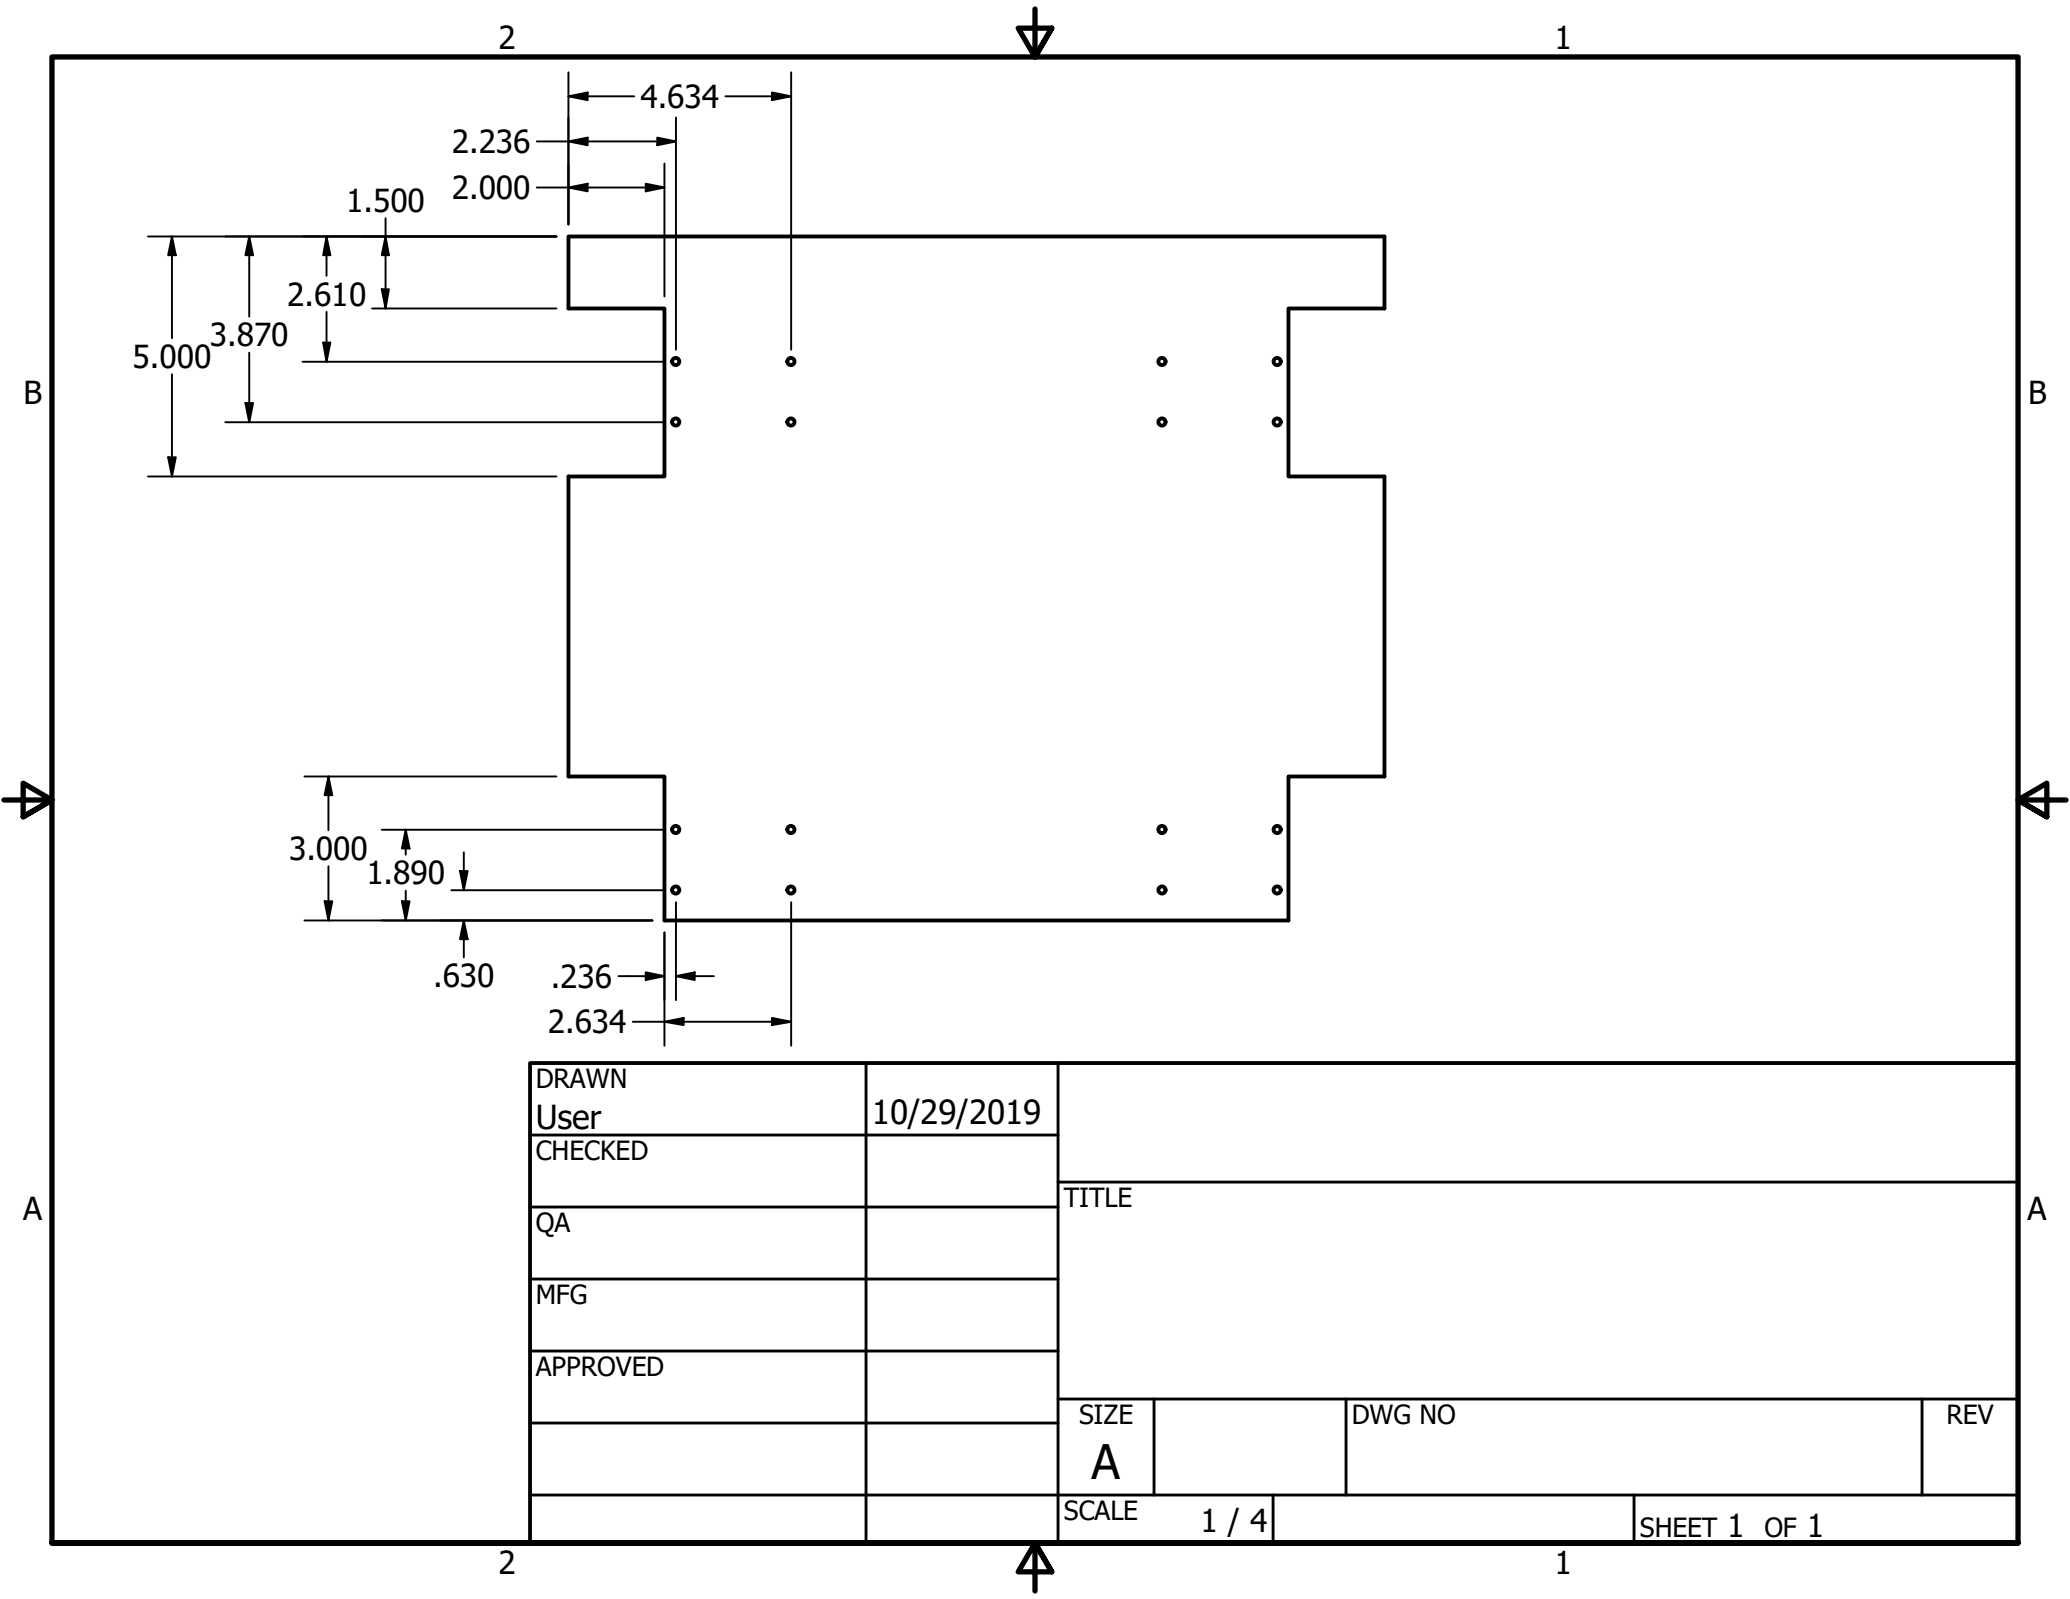 2 1
4.634
2.236
2.000
1.500
2.610
3.870
5.000
B B
3.000
1.890
.630 .236
2.634
DRAWN
User 10/29/2019
CHECKED
QA
MFG
APPROVED
TITLE
A A
SIZE DWG NO REV
A
SCALE 1 / 4 SHEET 1 OF 1
2 1